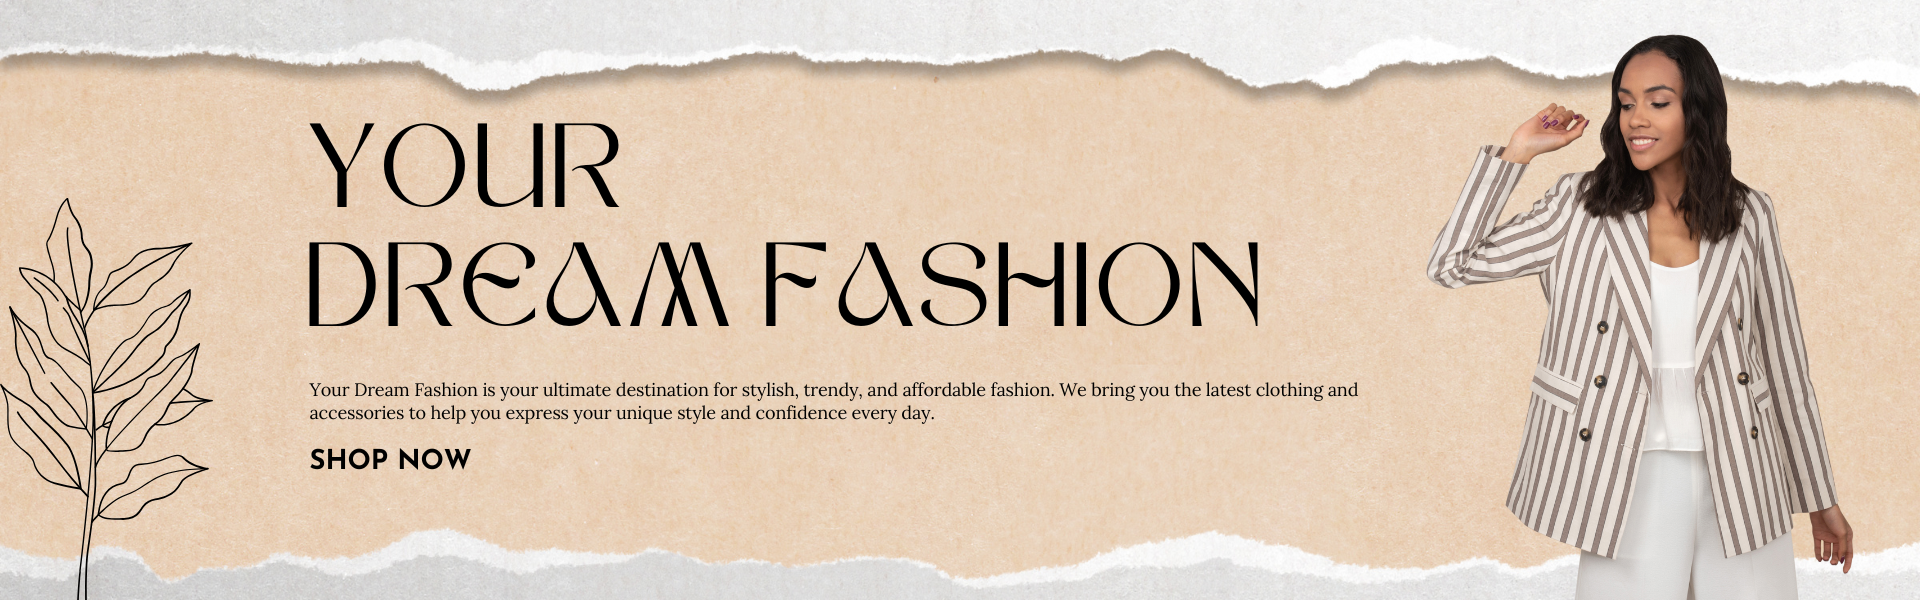 YOUR
DREAM FASHION
Your Dream Fashion is your ultimate destination for stylish, trendy, and affordable fashion. We bring you the latest clothing and
accessories to help you express your unique style and confidence every day.
SHOP NOW